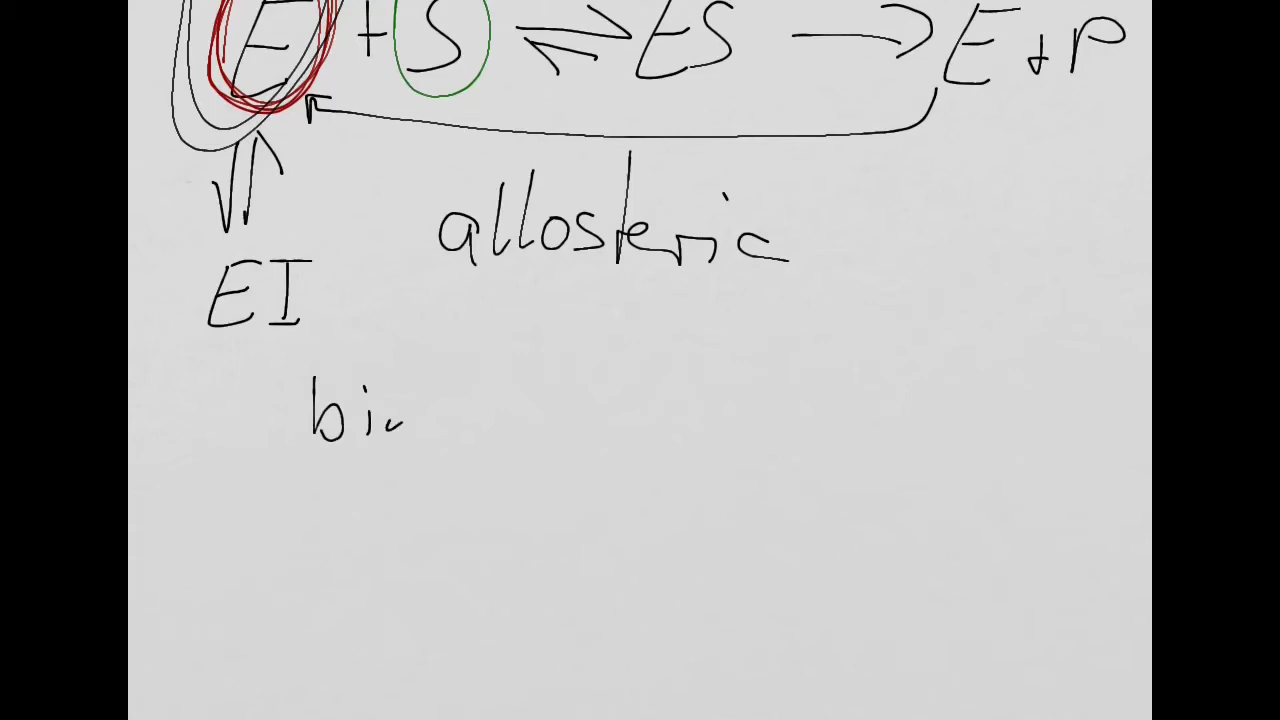 E + S ⇌ ES → E + P
allosteric
EI
bi